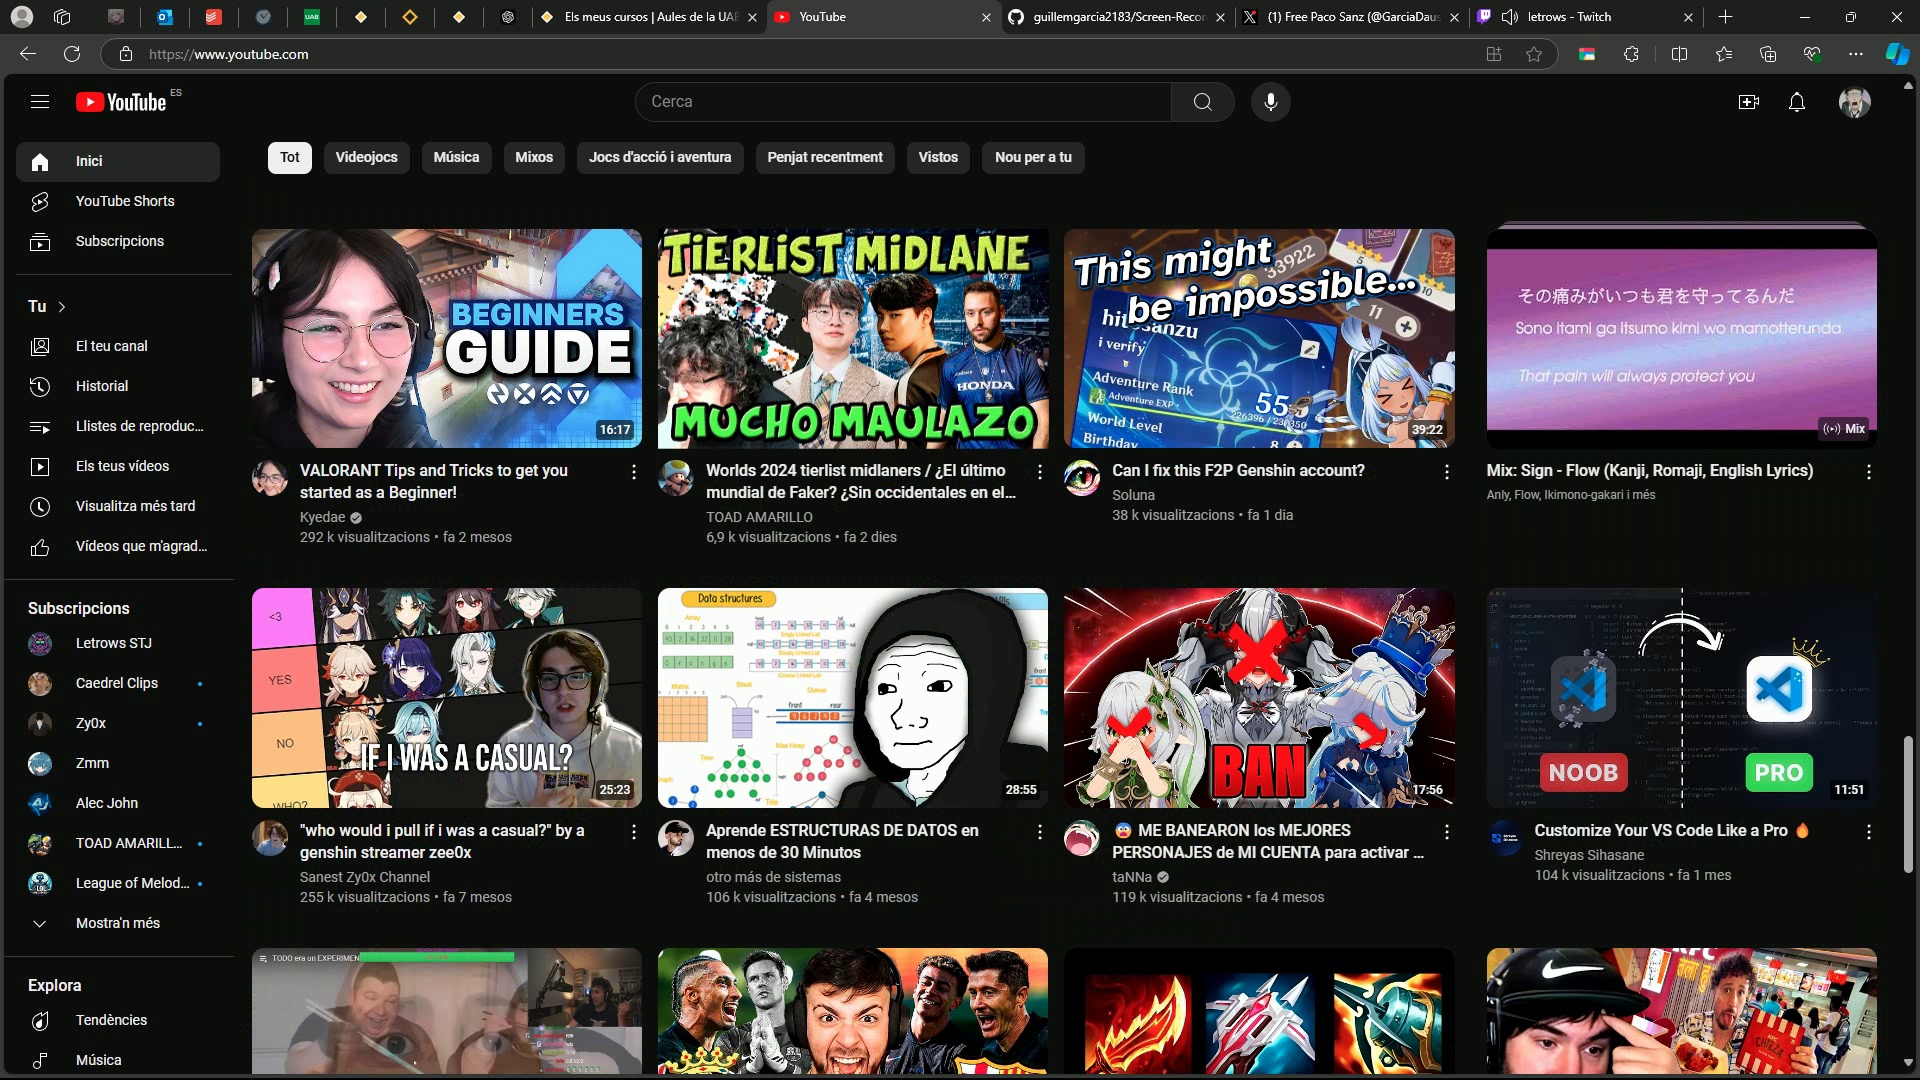 Els meus cursos | Aules de la UAB
YouTube
guillemgarcia2183/Screen-Recor
(1) Free Paco Sanz (@GarciaDaus
letrows - Twitch
https://www.youtube.com
YouTube ES
Cerca
Inici
YouTube Shorts
Subscripcions
Tu
El teu canal
Historial
Llistes de reproduc...
Els teus vídeos
Visualitza més tard
Vídeos que m'agrad...
Subscripcions
Letrows STJ
Caedrel Clips
Zy0x
Zmm
Alec John
TOAD AMARILL...
League of Melod...
Mostra'n més
Explora
Tendències
Música
Tot
Videojocs
Música
Mixos
Jocs d'acció i aventura
Penjat recentment
Vistos
Nou per a tu
BEGINNERS
GUIDE
16:17
VALORANT Tips and Tricks to get you
started as a Beginner!
Kyedae
292 k visualitzacions • fa 2 mesos
TIERLIST MIDLANE
HONDA
MUCHO MAULAZO
Worlds 2024 tierlist midlaners / ¿El último
mundial de Faker? ¿Sin occidentales en el...
TOAD AMARILLO
6,9 k visualitzacions • fa 2 dies
This might
be impossible...
33922
11
i verify
Adventure Rank
55
Adventure EXP
World Level
Birthday
39:22
Can I fix this F2P Genshin account?
Soluna
38 k visualitzacions • fa 1 dia
その痛みがいつも君を守ってるんだ
Sono itami ga itsumo kimi wo mamotterunda
That pain will always protect you
Mix
Mix: Sign - Flow (Kanji, Romaji, English Lyrics)
Anly, Flow, Ikimono-gakari i més
<3
YES
NO
WHO?
IF I WAS A CASUAL?
25:23
"who would i pull if i was a casual?" by a
genshin streamer zee0x
Sanest Zy0x Channel
255 k visualitzacions • fa 7 mesos
Data structures
Array
Matrix
Stack
Queue
front
rear
Tree
Max Heap
Trie
28:55
Aprende ESTRUCTURAS DE DATOS en
menos de 30 Minutos
otro más de sistemas
106 k visualitzacions • fa 4 mesos
BAN
17:56
😨 ME BANEARON los MEJORES
PERSONAJES de MI CUENTA para activar ...
taNNa
119 k visualitzacions • fa 4 mesos
NOOB
PRO
11:51
Customize Your VS Code Like a Pro 🔥
Shreyas Sihasane
104 k visualitzacions • fa 1 mes
TODO era un EXPERIMEN
CHIZZA